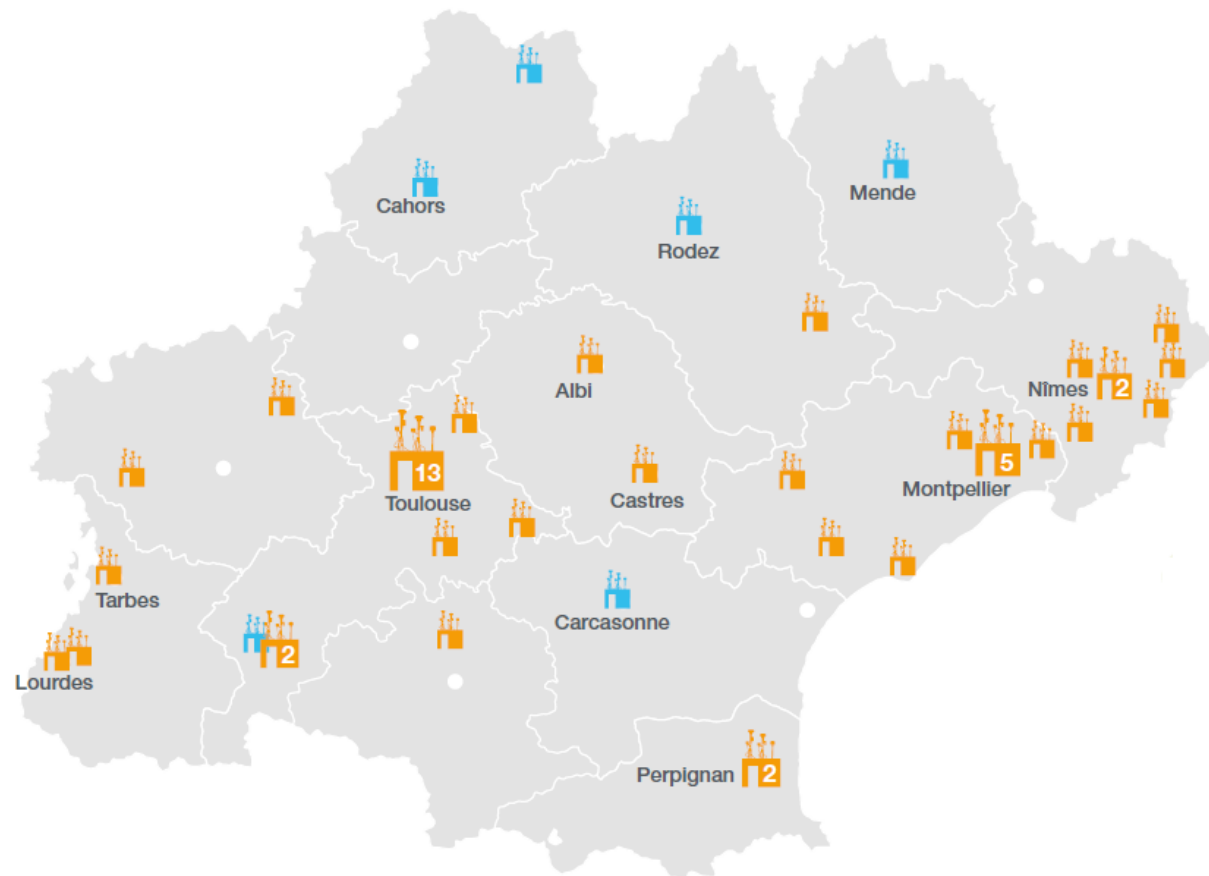 Cahors
Mende
Rodez
Albi
Nîmes
2
13
Toulouse
Castres
5
Montpellier
Tarbes
Carcasonne
2
Lourdes
Perpignan
2